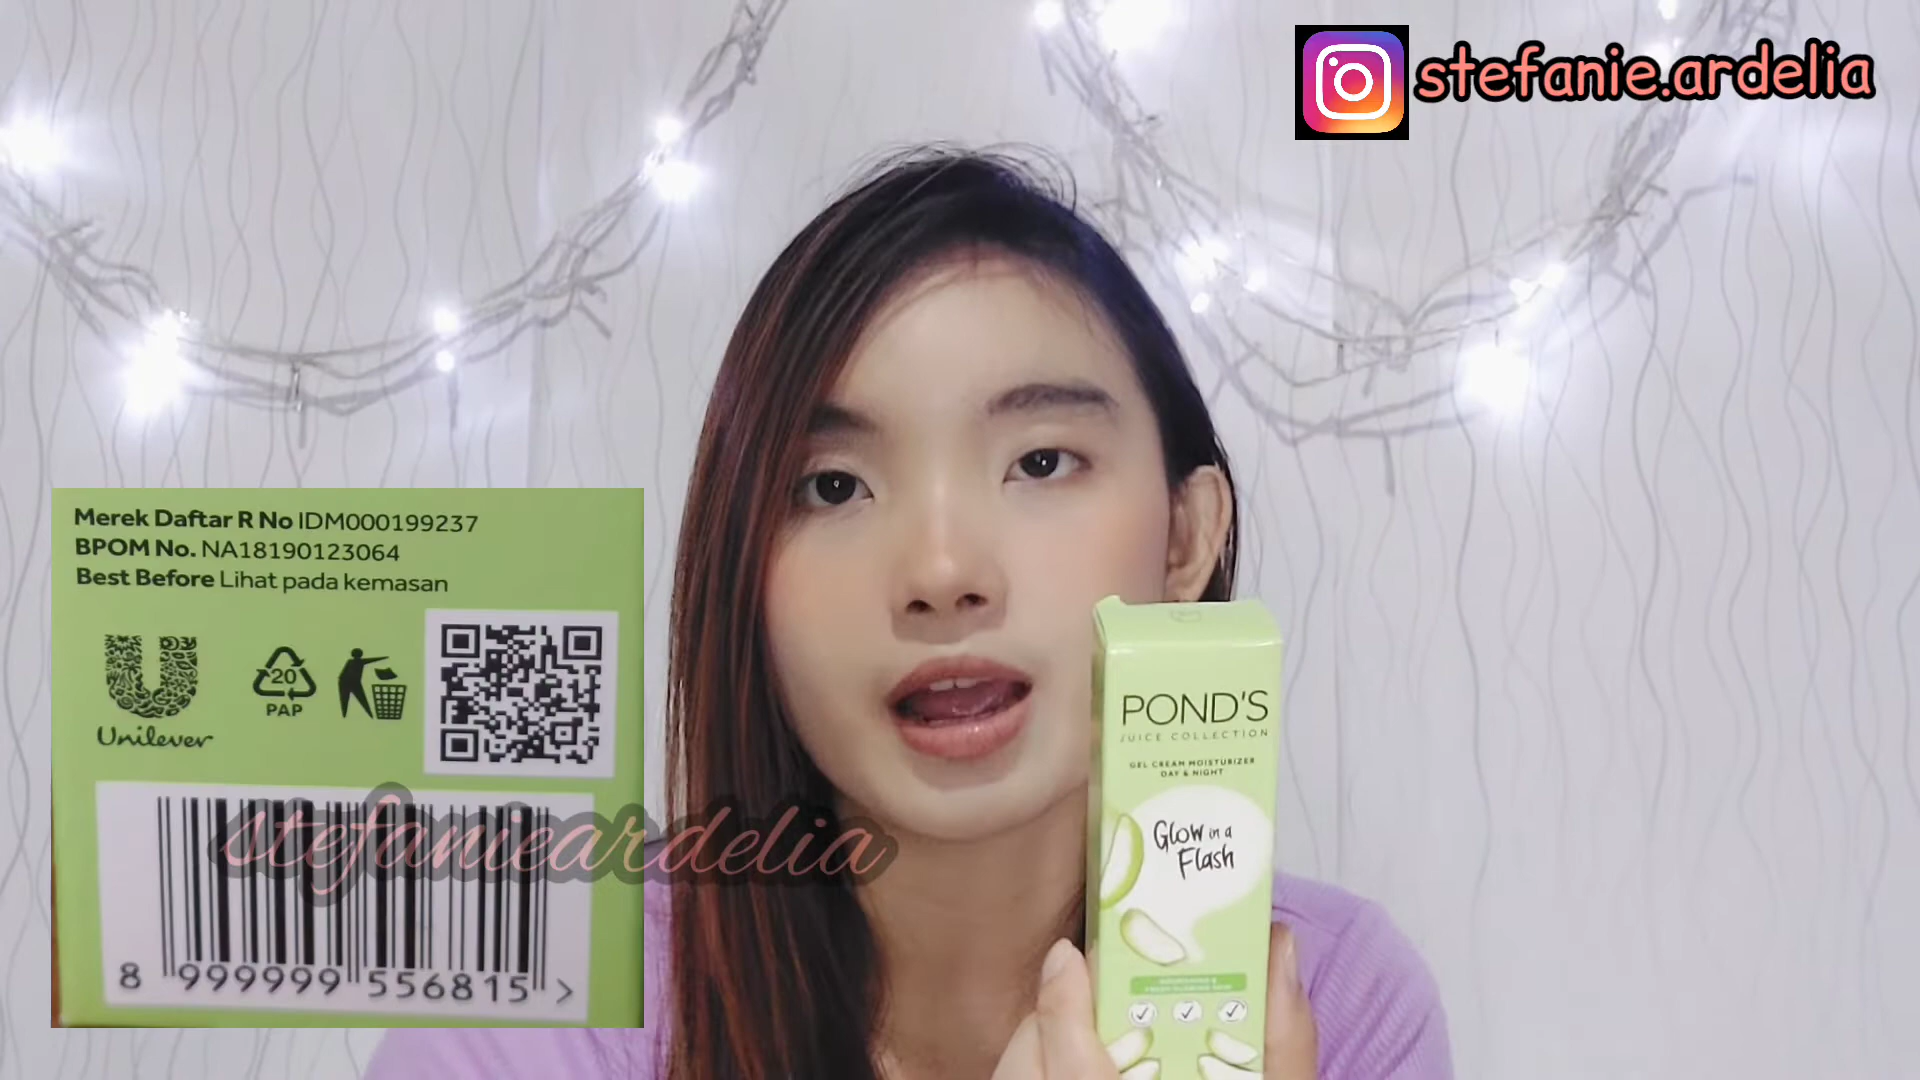 stefanie.ardelia
Merek Daftar R No IDM000199237
BPOM No. NA18190123064
Best Before Lihat pada kemasan
Unilever
20
PAP
8 999999 556815 >
stefanieardelia
POND'S
JUICE COLLECTION
GEL CREAM MOISTURIZER
DAY & NIGHT
Glow in a
Flash